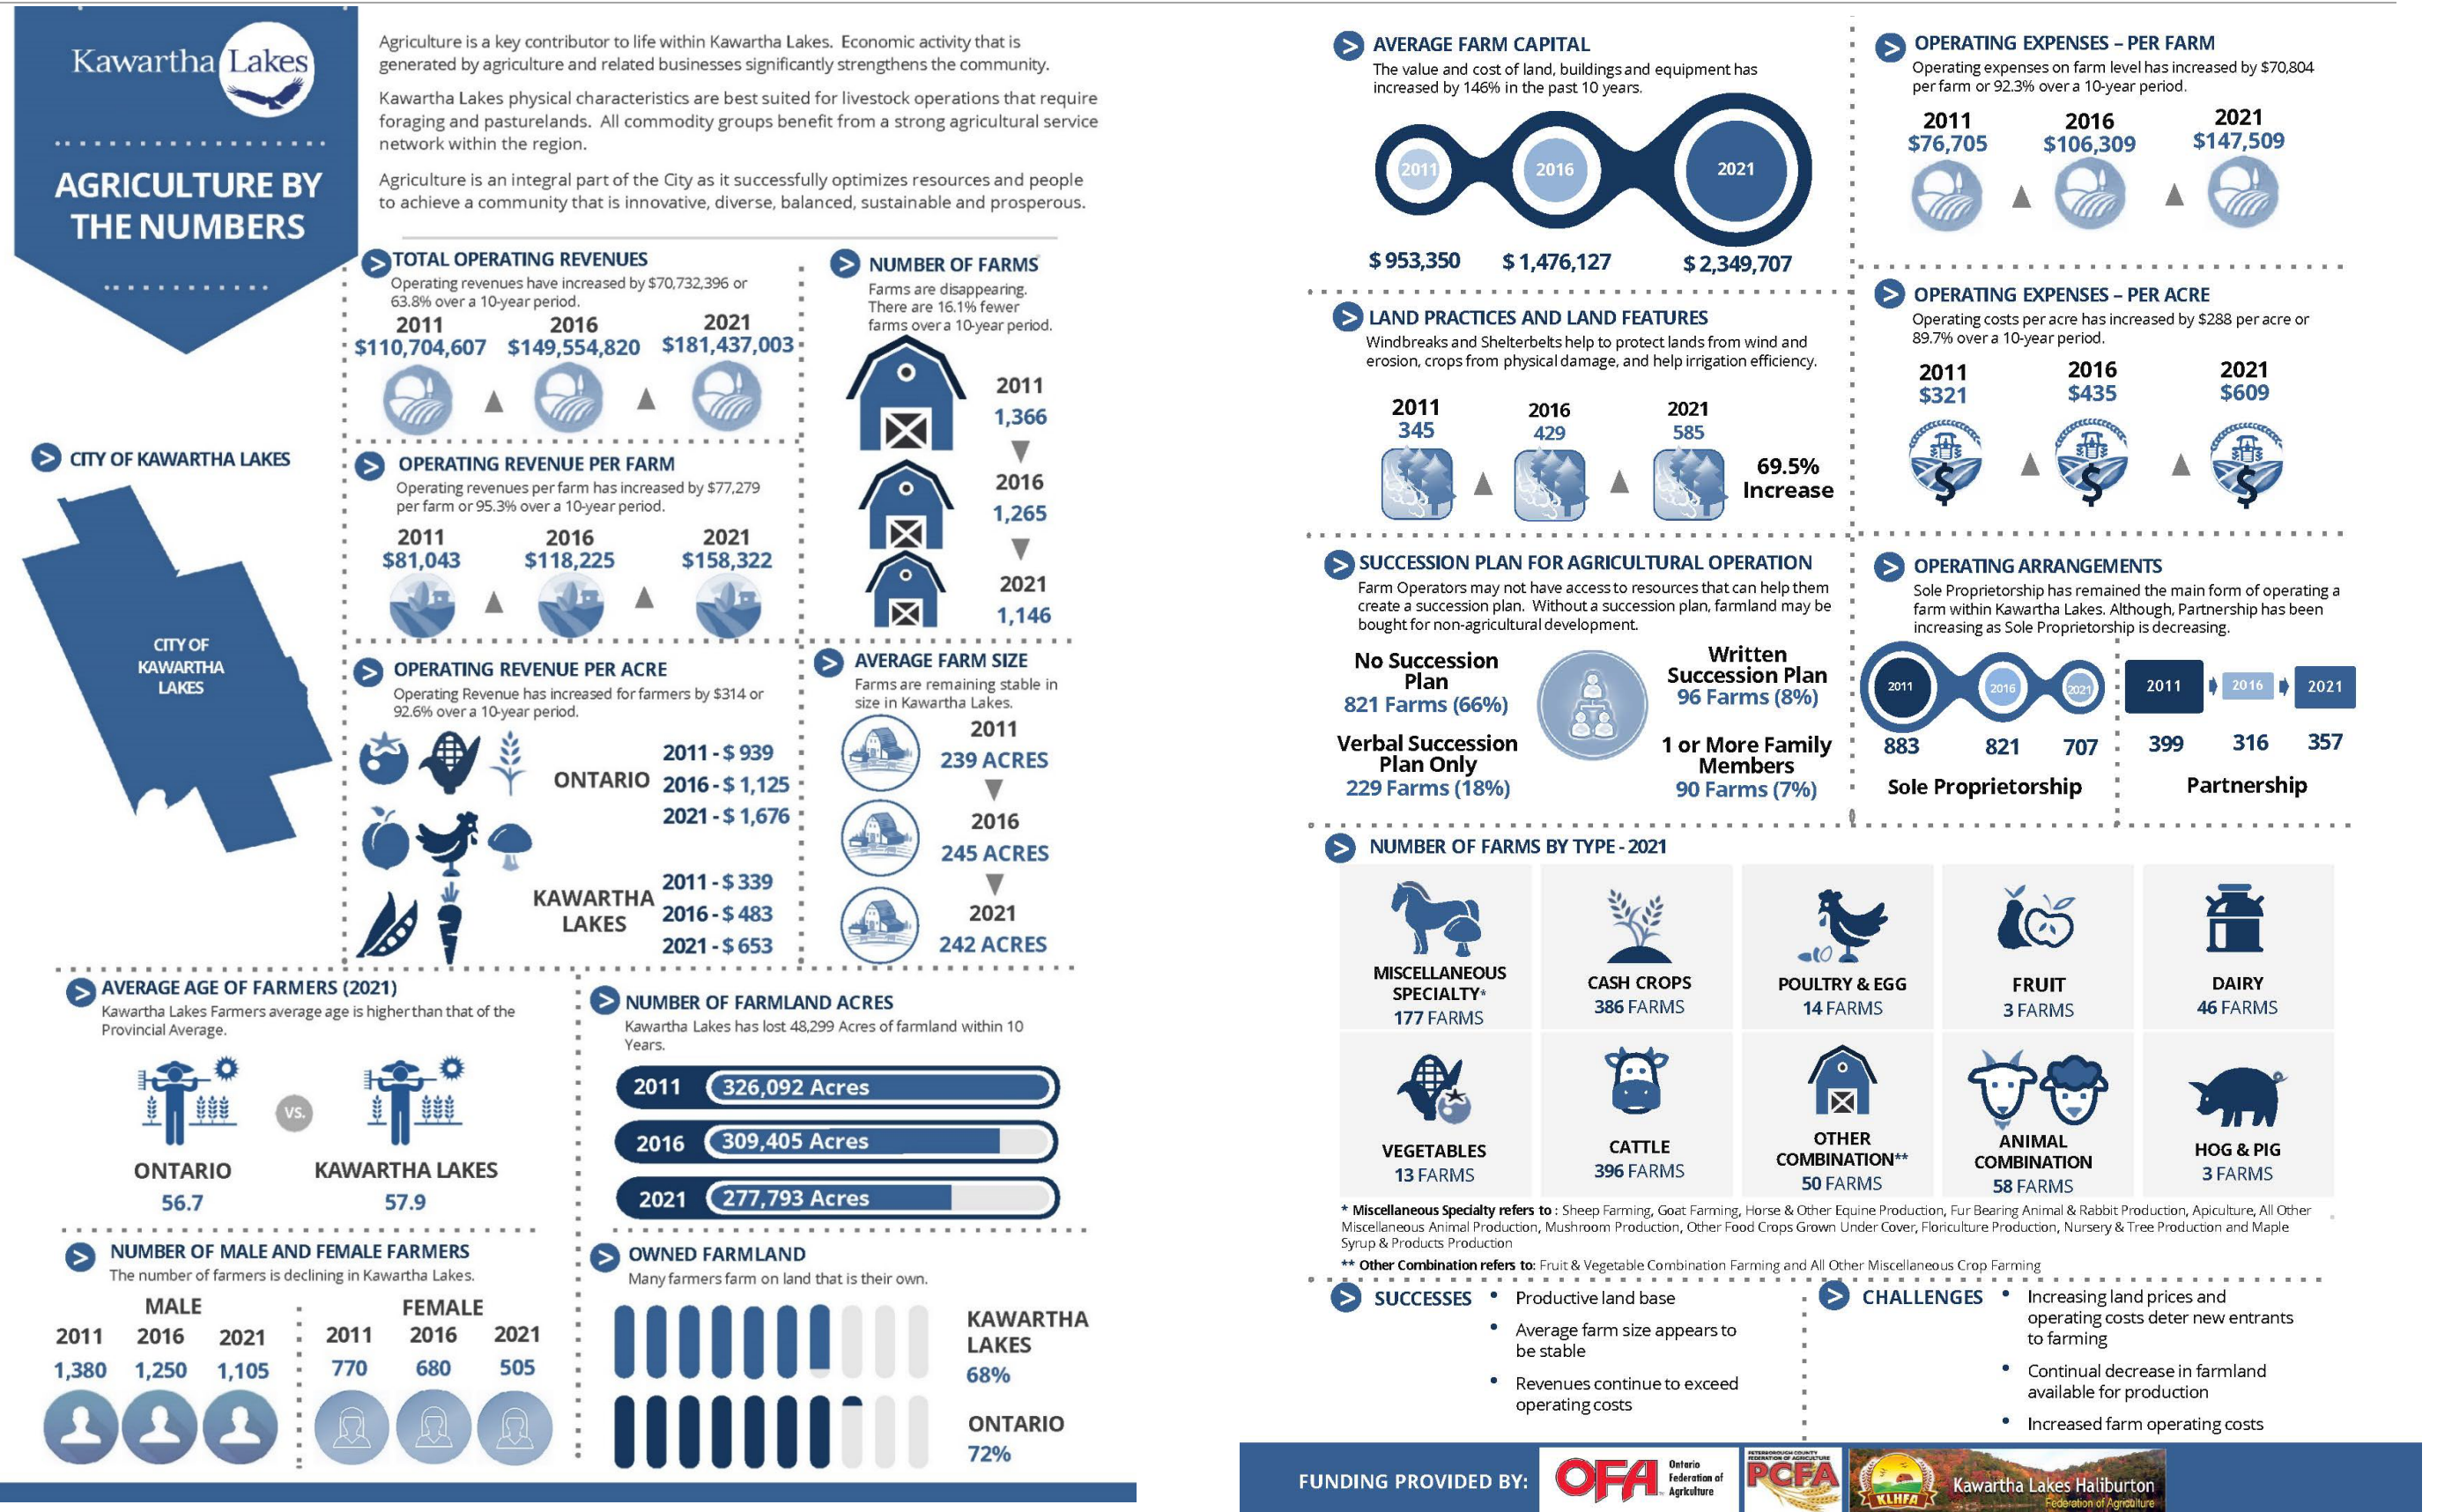 Kawartha Lakes
AGRICULTURE BY
THE NUMBERS
Agriculture is a key contributor to life within Kawartha Lakes. Economic activity that is
generated by agriculture and related businesses significantly strengthens the community.
Kawartha Lakes physical characteristics are best suited for livestock operations that require
foraging and pasturelands. All commodity groups benefit from a strong agricultural service
network within the region.
Agriculture is an integral part of the City as it successfully optimizes resources and people
to achieve a community that is innovative, diverse, balanced, sustainable and prosperous.
> CITY OF KAWARTHA LAKES
CITY OF
KAWARTHA
LAKES
> TOTAL OPERATING REVENUES
Operating revenues have increased by $70,732,396 or
63.8% over a 10-year period.
2011 2016 2021
$110,704,607 $149,554,820 $181,437,003
> OPERATING REVENUE PER FARM
Operating revenues per farm has increased by $77,279
per farm or 95.3% over a 10-year period.
2011 2016 2021
$81,043 $118,225 $158,322
> OPERATING REVENUE PER ACRE
Operating Revenue has increased for farmers by $314 or
92.6% over a 10-year period.
ONTARIO
2011 - $ 939
2016 - $ 1,125
2021 - $ 1,676
KAWARTHA
LAKES
2011 - $ 339
2016 - $ 483
2021 - $ 653
> NUMBER OF FARMS
Farms are disappearing.
There are 16.1% fewer
farms over a 10-year period.
2011
1,366
2016
1,265
2021
1,146
> AVERAGE FARM SIZE
Farms are remaining stable in
size in Kawartha Lakes.
2011
239 ACRES
2016
245 ACRES
2021
242 ACRES
> AVERAGE AGE OF FARMERS (2021)
Kawartha Lakes Farmers average age is higher than that of the
Provincial Average.
VS.
ONTARIO KAWARTHA LAKES
56.7 57.9
> NUMBER OF FARMLAND ACRES
Kawartha Lakes has lost 48,299 Acres of farmland within 10
Years.
2011 326,092 Acres
2016 309,405 Acres
2021 277,793 Acres
> NUMBER OF MALE AND FEMALE FARMERS
The number of farmers is declining in Kawartha Lakes.
MALE FEMALE
2011 2016 2021 2011 2016 2021
1,380 1,250 1,105 770 680 505
> OWNED FARMLAND
Many farmers farm on land that is their own.
KAWARTHA
LAKES
68%
ONTARIO
72%
> AVERAGE FARM CAPITAL
The value and cost of land, buildings and equipment has
increased by 146% in the past 10 years.
2011 2016 2021
$ 953,350 $ 1,476,127 $ 2,349,707
> LAND PRACTICES AND LAND FEATURES
Windbreaks and Shelterbelts help to protect lands from wind and
erosion, crops from physical damage, and help irrigation efficiency.
2011 2016 2021
345 429 585
69.5%
Increase
> SUCCESSION PLAN FOR AGRICULTURAL OPERATION
Farm Operators may not have access to resources that can help them
create a succession plan. Without a succession plan, farmland may be
bought for non-agricultural development.
No Succession
Plan
821 Farms (66%)
Written
Succession Plan
96 Farms (8%)
Verbal Succession
Plan Only
229 Farms (18%)
1 or More Family
Members
90 Farms (7%)
> OPERATING EXPENSES – PER FARM
Operating expenses on farm level has increased by $70,804
per farm or 92.3% over a 10-year period.
2011 2016 2021
$76,705 $106,309 $147,509
> OPERATING EXPENSES – PER ACRE
Operating costs per acre has increased by $288 per acre or
89.7% over a 10-year period.
2011 2016 2021
$321 $435 $609
$ $ $
> OPERATING ARRANGEMENTS
Sole Proprietorship has remained the main form of operating a
farm within Kawartha Lakes. Although, Partnership has been
increasing as Sole Proprietorship is decreasing.
2011 2016 2021 2011 2016 2021
883 821 707 399 316 357
Sole Proprietorship Partnership
> NUMBER OF FARMS BY TYPE - 2021
MISCELLANEOUS
SPECIALTY*
177 FARMS
CASH CROPS
386 FARMS
POULTRY & EGG
14 FARMS
FRUIT
3 FARMS
DAIRY
46 FARMS
VEGETABLES
13 FARMS
CATTLE
396 FARMS
OTHER
COMBINATION**
50 FARMS
ANIMAL
COMBINATION
58 FARMS
HOG & PIG
3 FARMS
* Miscellaneous Specialty refers to : Sheep Farming, Goat Farming, Horse & Other Equine Production, Fur Bearing Animal & Rabbit Production, Apiculture, All Other
Miscellaneous Animal Production, Mushroom Production, Other Food Crops Grown Under Cover, Floriculture Production, Nursery & Tree Production and Maple
Syrup & Products Production
** Other Combination refers to: Fruit & Vegetable Combination Farming and All Other Miscellaneous Crop Farming
> SUCCESSES
• Productive land base
• Average farm size appears to
be stable
• Revenues continue to exceed
operating costs
> CHALLENGES
• Increasing land prices and
operating costs deter new entrants
to farming
• Continual decrease in farmland
available for production
• Increased farm operating costs
FUNDING PROVIDED BY:
OFA
Ontario
Federation of
Agriculture
PETERBOROUGH COUNTY
FEDERATION OF AGRICULTURE
PCFA
KLHFA
Kawartha Lakes Haliburton
Federation of Agriculture